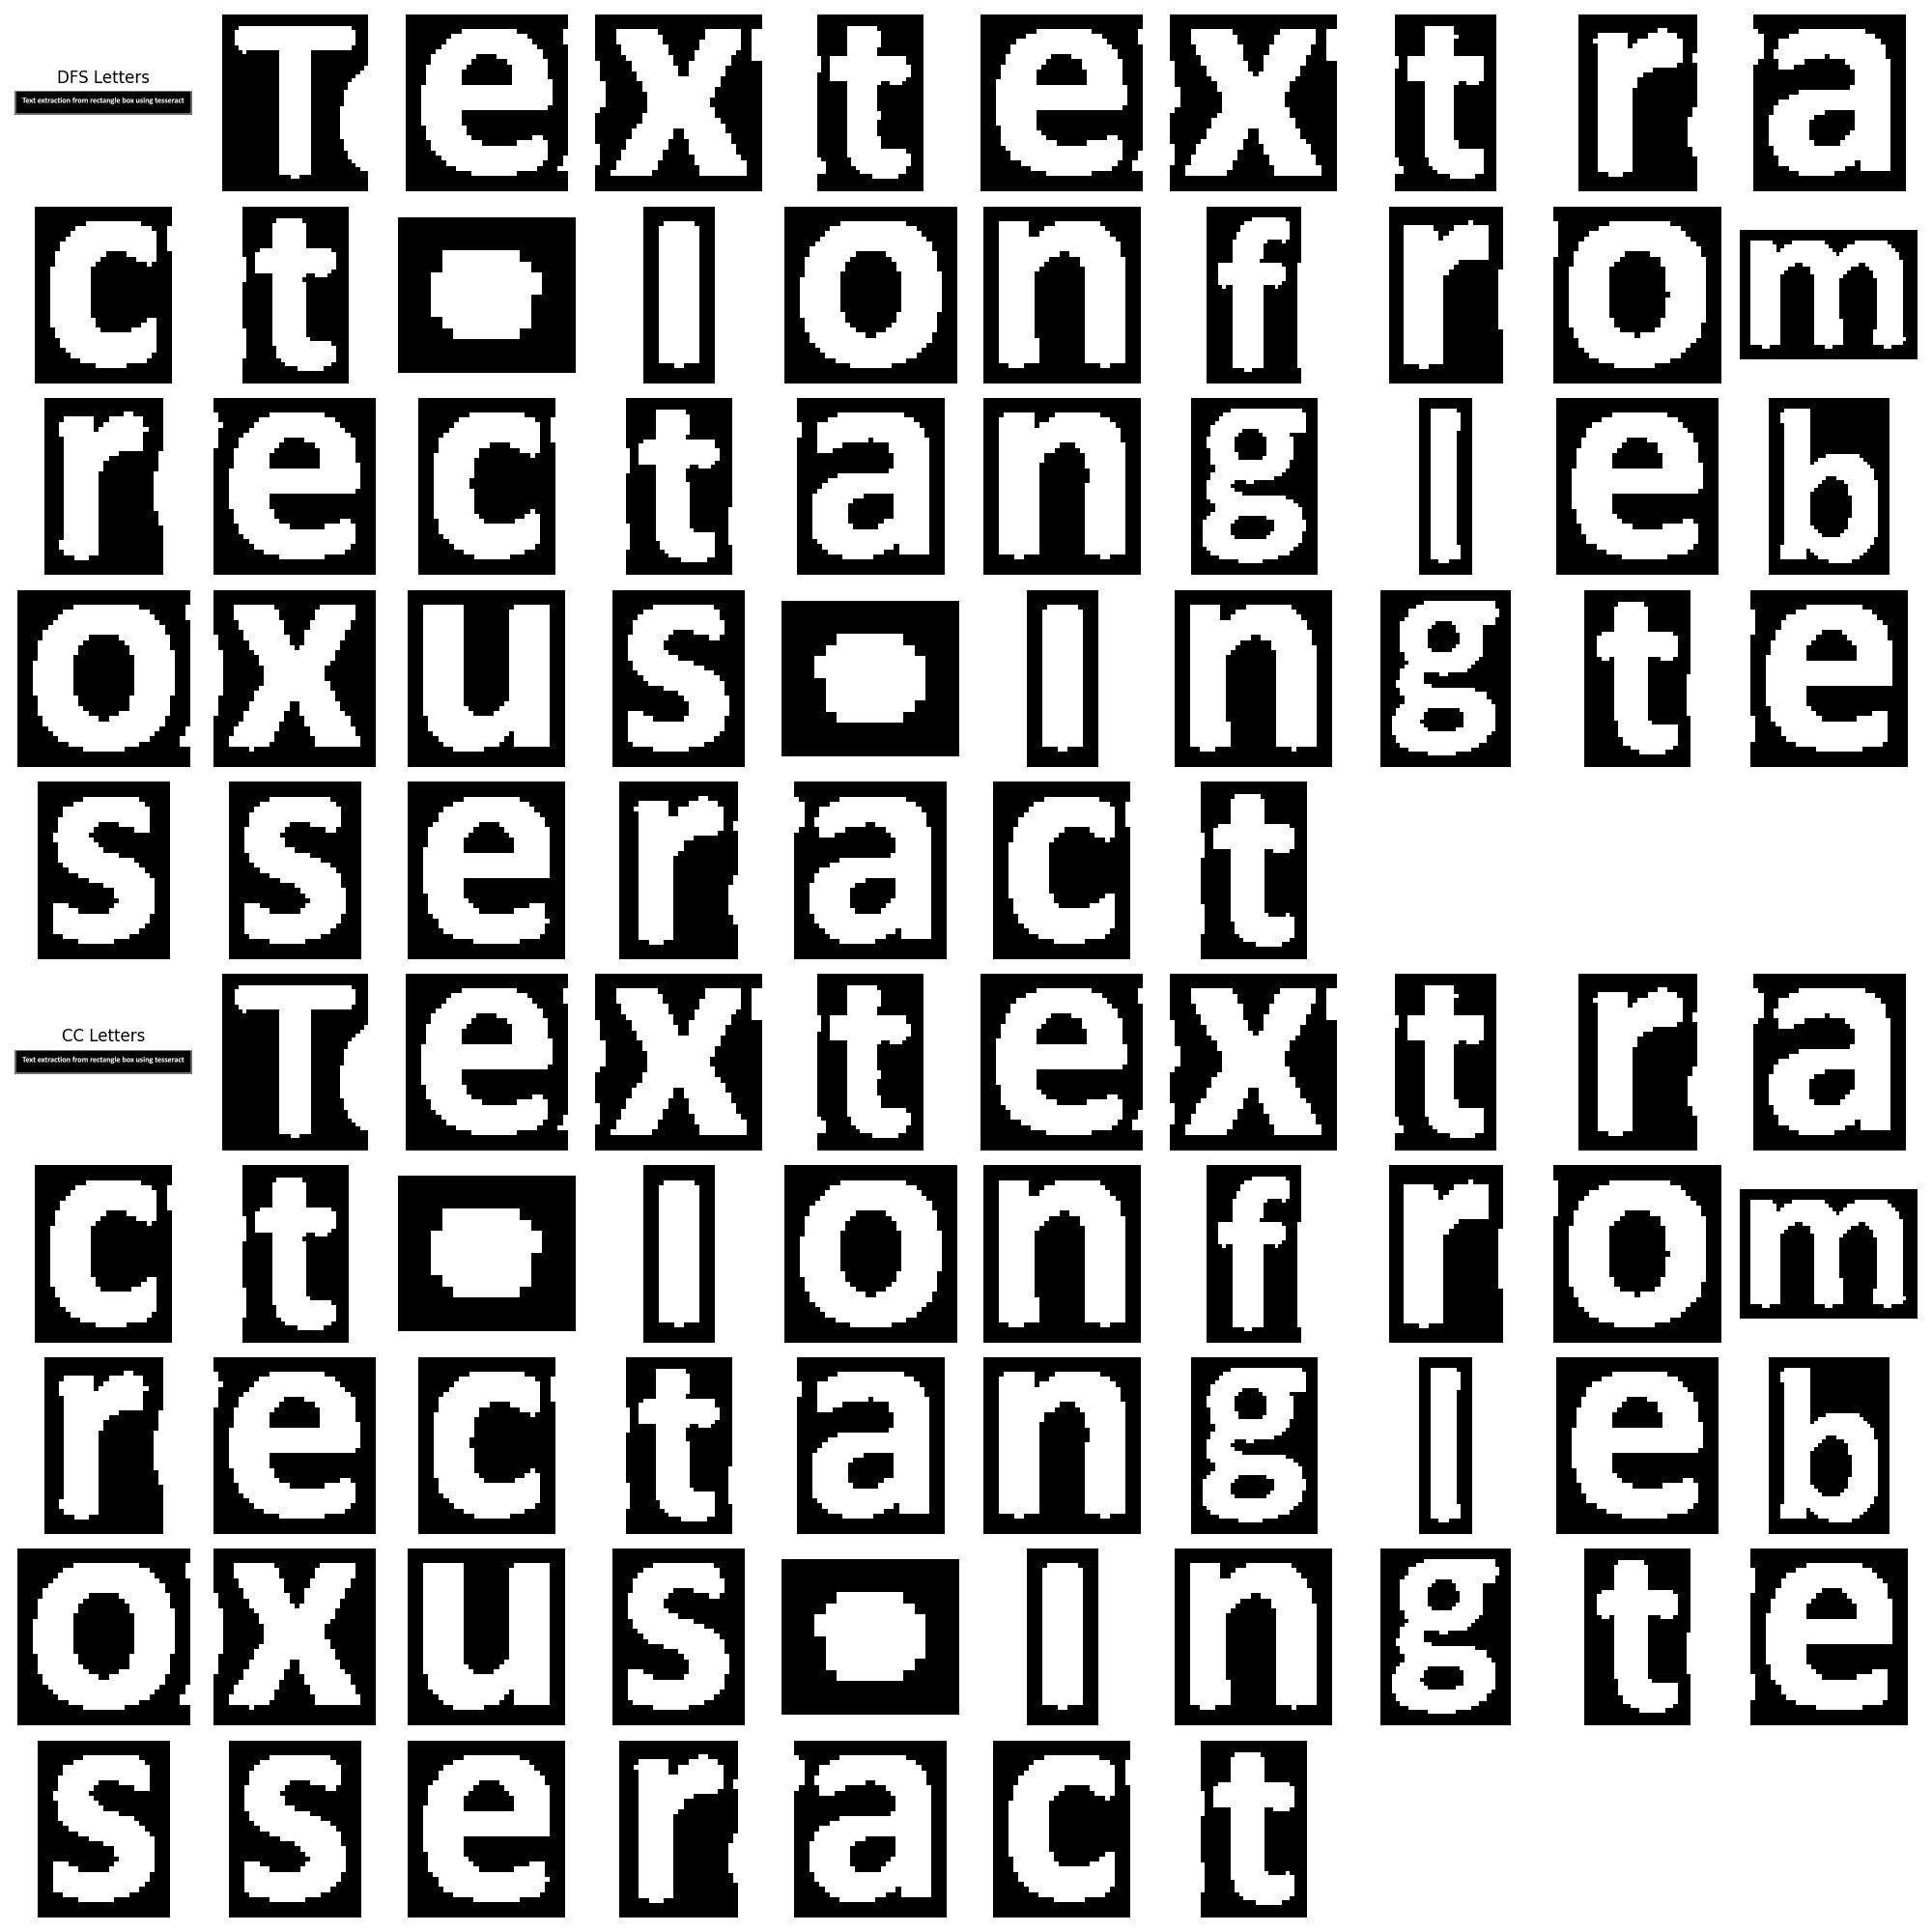 DFS Letters
Text extraction from rectangle box using tesseract
T e x t e x t r a
c t ı o n f r o m
r e c t a n g l e b
o x u s ı n g t e
s s e r a c t
CC Letters
Text extraction from rectangle box using tesseract
T e x t e x t r a
c t ı o n f r o m
r e c t a n g l e b
o x u s ı n g t e
s s e r a c t